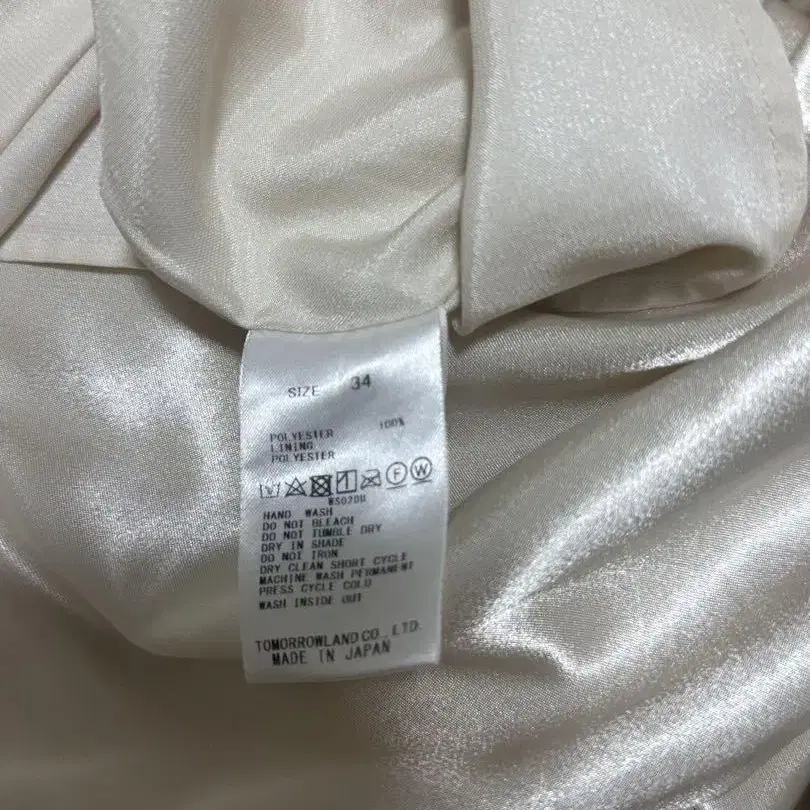 SIZE 34
POLYESTER 100%
LINING
POLYESTER
F W
WS02DU
HAND WASH
DO NOT BLEACH
DO NOT TUMBLE DRY
DRY IN SHADE
DO NOT IRON
DRY CLEAN SHORT CYCLE
MACHINE WASH PERMANENT
PRESS CYCLE COLD
WASH INSIDE OUT
TOMORROWLAND CO., LTD.
MADE IN JAPAN